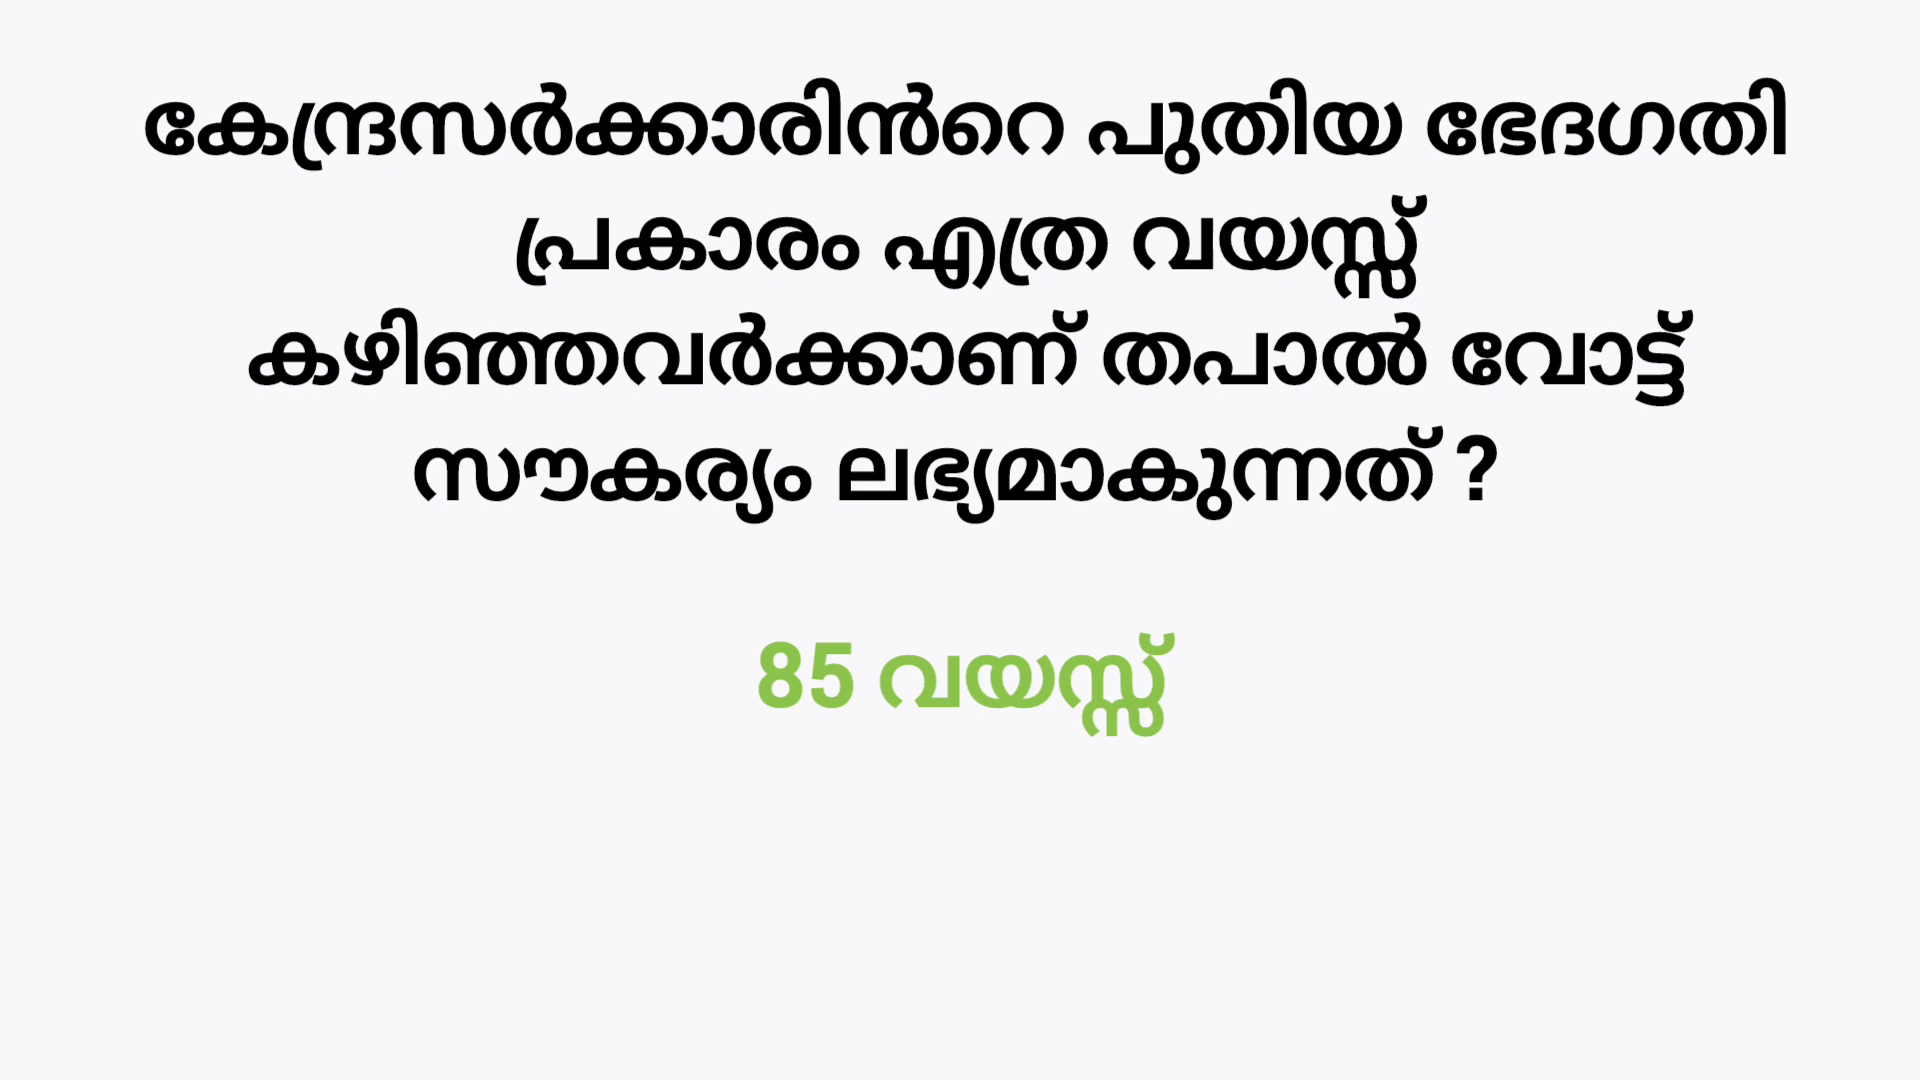 കേന്ദ്രസർക്കാരിൻറെ പുതിയ ഭേദഗതി
പ്രകാരം എത്ര വയസ്സ്
കഴിഞ്ഞവർക്കാണ് തപാൽ വോട്ട്
സൗകര്യം ലഭ്യമാകുന്നത് ?
85 വയസ്സ്